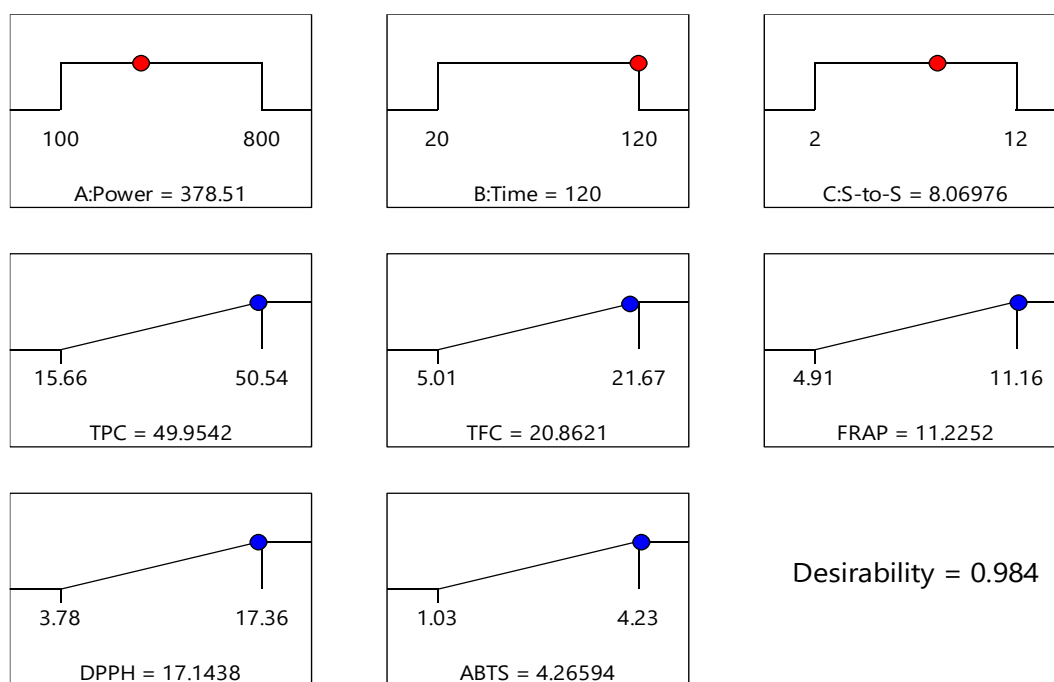 100 800
A:Power = 378.51
20 120
B:Time = 120
2 12
C:S-to-S = 8.06976
15.66 50.54
TPC = 49.9542
5.01 21.67
TFC = 20.8621
4.91 11.16
FRAP = 11.2252
3.78 17.36
DPPH = 17.1438
1.03 4.23
ABTS = 4.26594
Desirability = 0.984